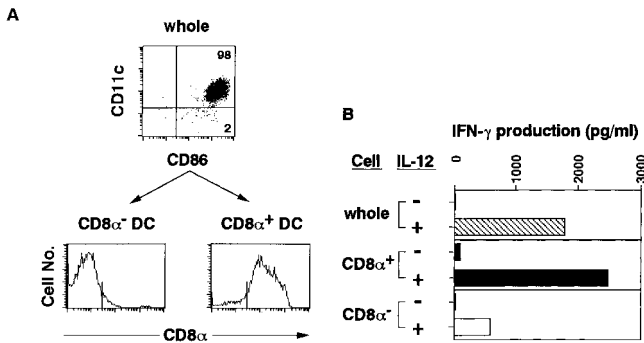 A
whole
98
2
CD11c
CD86
CD8α⁻ DC
CD8α⁺ DC
Cell No.
CD8α
B
IFN-γ production (pg/ml)
Cell IL-12
0
1000
2000
3000
whole
-
+
CD8α⁺
-
+
CD8α⁻
-
+